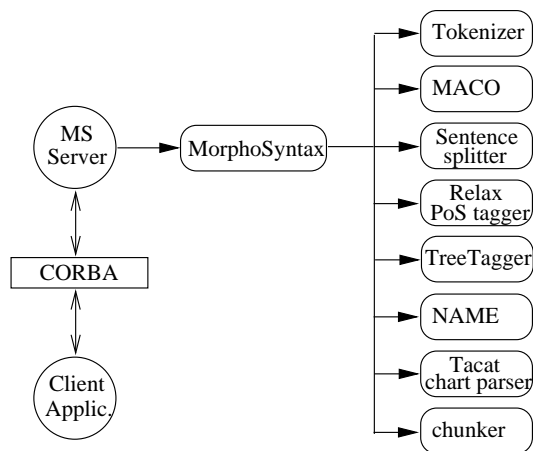 Tokenizer
MACO
MS
Server
MorphoSyntax
Sentence
splitter
Relax
PoS tagger
CORBA
TreeTagger
NAME
Client
Applic.
Tacat
chart parser
chunker